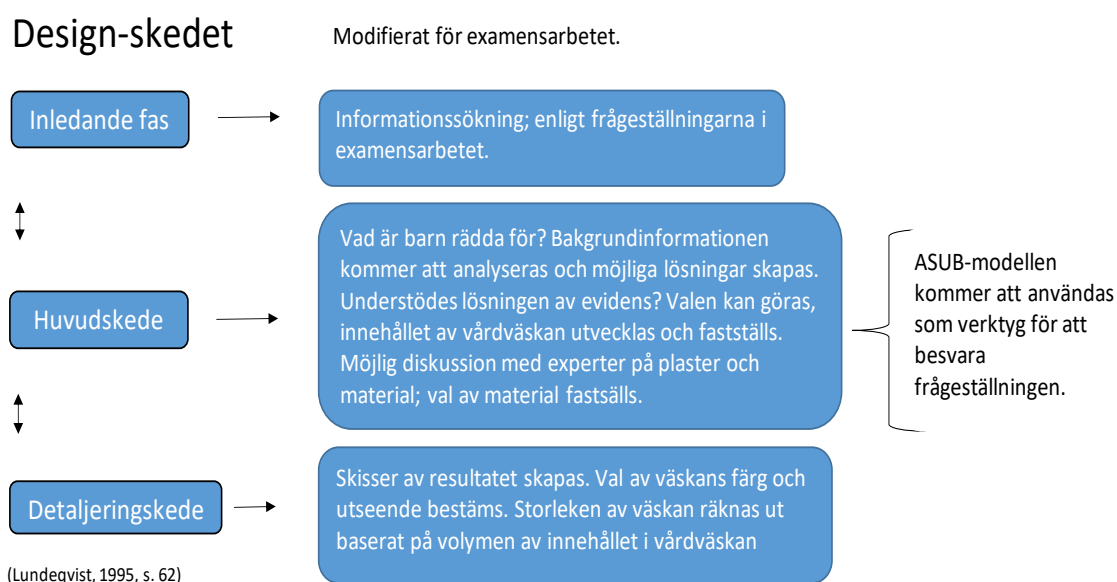 Design-skedet
Modifierat för examensarbetet.
Inledande fas
Informationssökning; enligt frågeställningarna i
examensarbetet.
Huvudskede
Vad är barn rädda för? Bakgrundinformationen
kommer att analyseras och möjliga lösningar skapas.
Understödes lösningen av evidens? Valen kan göras,
innehållet av vårdväskan utvecklas och fastställs.
Möjlig diskussion med experter på plaster och
material; val av material fastsälls.
ASUB-modellen
kommer att användas
som verktyg för att
besvara
frågeställningen.
Detaljeringskede
Skisser av resultatet skapas. Val av väskans färg och
utseende bestäms. Storleken av väskan räknas ut
baserat på volymen av innehållet i vårdväskan
(Lundeqvist, 1995, s. 62)